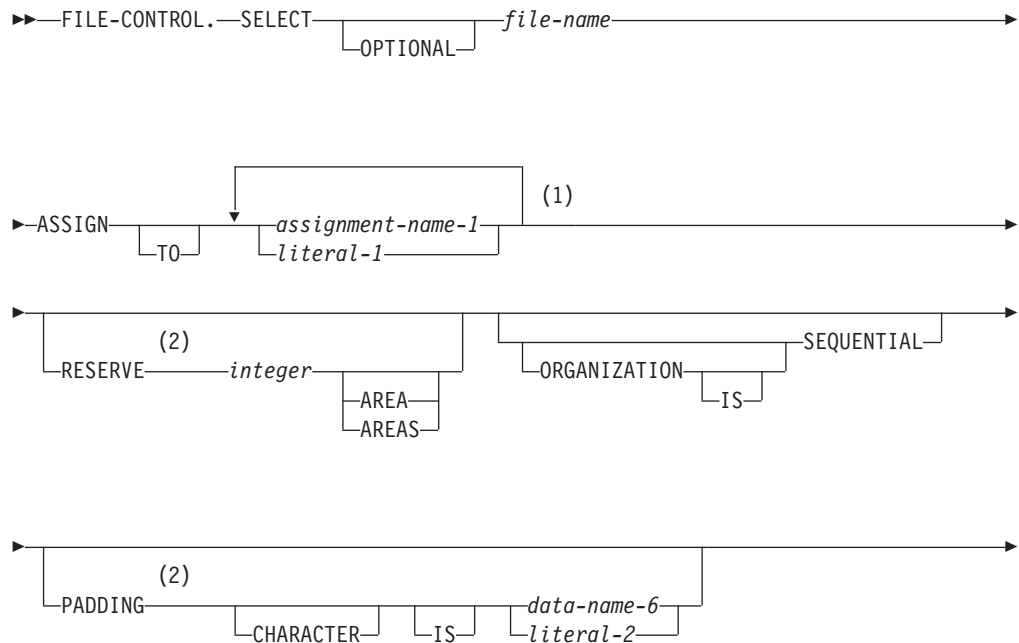 FILE-CONTROL. SELECT file-name
OPTIONAL
(1)
ASSIGN assignment-name-1
TO literal-1
(2) SEQUENTIAL
RESERVE integer ORGANIZATION
AREA IS
AREAS
(2)
PADDING data-name-6
CHARACTER IS literal-2